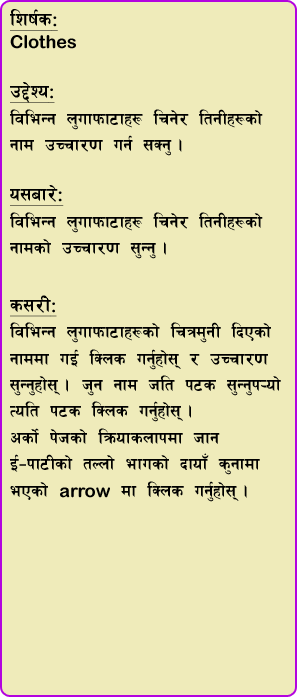 शिर्षक:
Clothes
उद्देश्य:
विभिन्न लुगाफाटाहरू चिनेर तिनीहरूको
नाम उच्चारण गर्न सक्नु ।
यसबारे:
विभिन्न लुगाफाटाहरू चिनेर तिनीहरूको
नामको उच्चारण सुन्नु ।
कसरी:
विभिन्न लुगाफाटाहरूको चित्रमुनी दिएको
नाममा गई क्लिक गर्नुहोस् र उच्चारण
सुन्नुहोस् । जुन नाम जति पटक सुन्नुपऱ्यो
त्यति पटक क्लिक गर्नुहोस् ।
अर्को पेजको क्रियाकलापमा जान
ई-पाटीको तल्लो भागको दायाँ कुनामा
भएको arrow मा क्लिक गर्नुहोस् ।